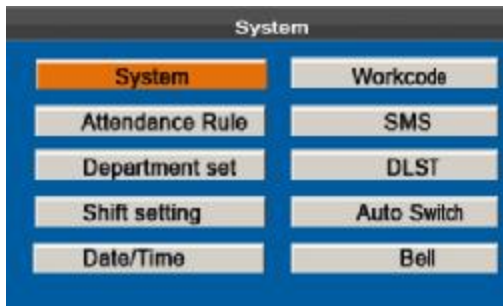 System
System
Workcode
Attendance Rule
SMS
Department set
DLST
Shift setting
Auto Switch
Date/Time
Bell